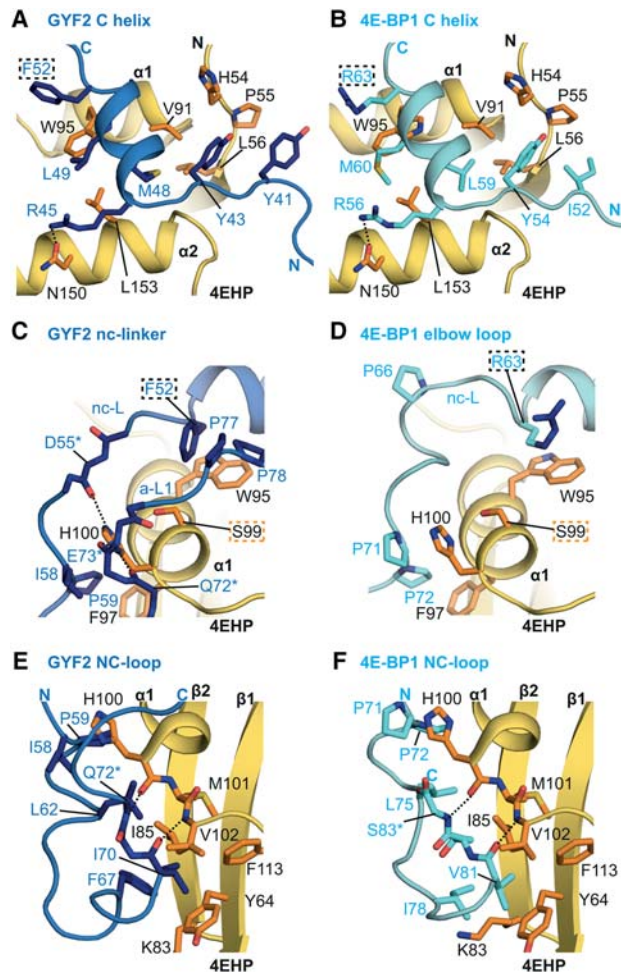 A GYF2 C helix
C
α1
N
F52
H54
P55
V91
W95
L56
L49
M48
R45
Y43
Y41
α2
N
N150
L153
4EHP
B 4E-BP1 C helix
C
α1
N
R63
H54
P55
V91
W95
L56
M60
L59
R56
Y54
I52
N
α2
N150
L153
4EHP
C GYF2 nc-linker
F52
nc-L
P77
D55*
P78
a-L1
W95
H100
S99
E73*
α1
I58
Q72*
P59
F97
4EHP
D 4E-BP1 elbow loop
P66
R63
nc-L
W95
H100
S99
P71
α1
P72
F97
4EHP
E GYF2 NC-loop
N
H100
α1
C
β2
β1
P59
I58
Q72*
M101
L62
I85
V102
I70
F113
F67
Y64
K83
4EHP
F 4E-BP1 NC-loop
P71
N
H100
α1
β2
β1
P72
C
M101
L75
I85
S83*
V102
F113
V81
Y64
I78
K83
4EHP